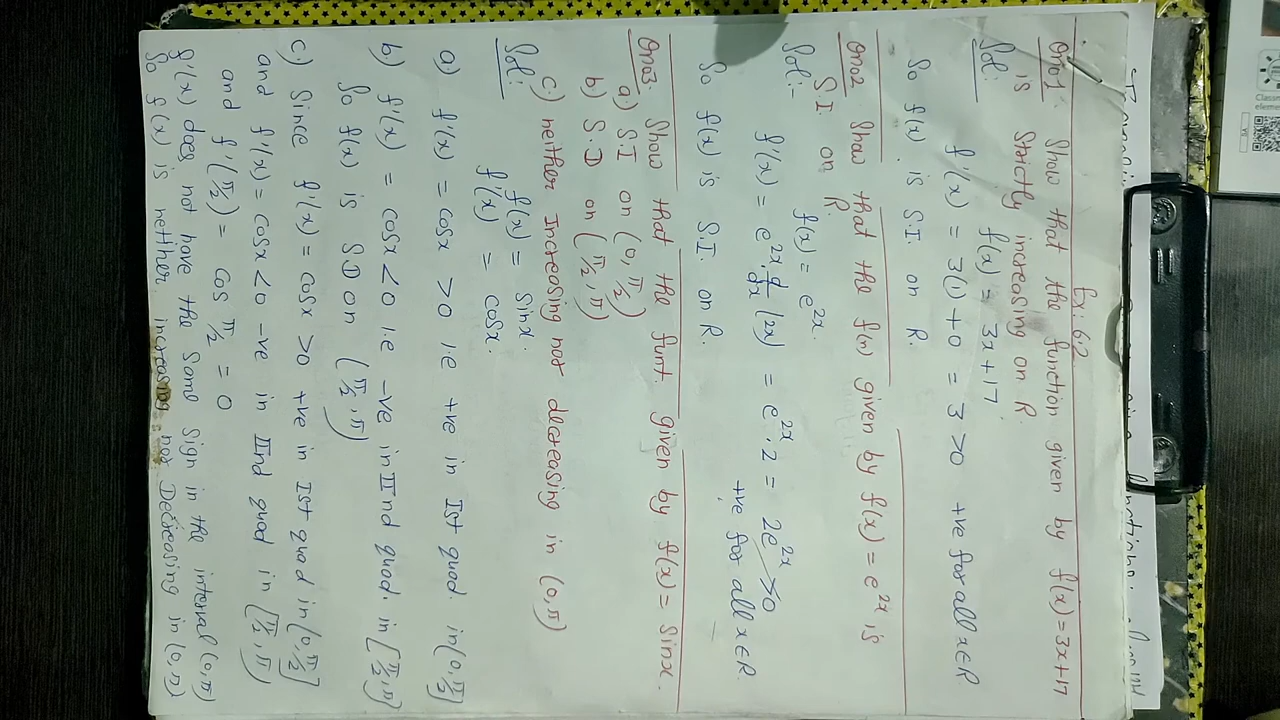 Ex: 6.2
Qno1: Show that the function given by f(x)=3x+17
is Strictly increasing on R.
Sol: f(x) = 3x+17
f'(x) = 3(1)+0 = 3>0 +ve for all x∈R
So f(x) is S.I. on R.
Qno2 Show that the f(n) given by f(x) = e^2x is
S I on R.
Sol:- f(x) = e^2x.
f'(x) = e^2x. d/dx (2x) = e^2x . 2 = 2e^2x >0
+ve for all x∈R.
So f(x) is S.I. on R.
Qno3. Show that the funt. given by f(x)= Sinx.
a.) S.I on (0, π/2)
b) S.D on (π/2, π)
c) neither Increasing not decreasing in (0,π)
Sol:- f(x) = Sinx.
f'(x) = cosx.
a) f'(x) = cosx >0 i.e +ve in Ist quad. in (0,π/2]
b.) f'(x) = cosx<0 i.e -ve in IInd quad. in [π/2,π]
So f(x) is SD on (π/2, π)
c.) Since f'(x) = cosx >0 +ve in Ist quad in (0,π/2]
and f'(x) = cosx<0 -ve in IInd quad in [π/2, π)
and f'(π/2) = cos π/2 = 0
f'(x) does not have the Same Sign in the interval (0,π)
So f(x) is neither increasing nor Decreasing in (0,π)